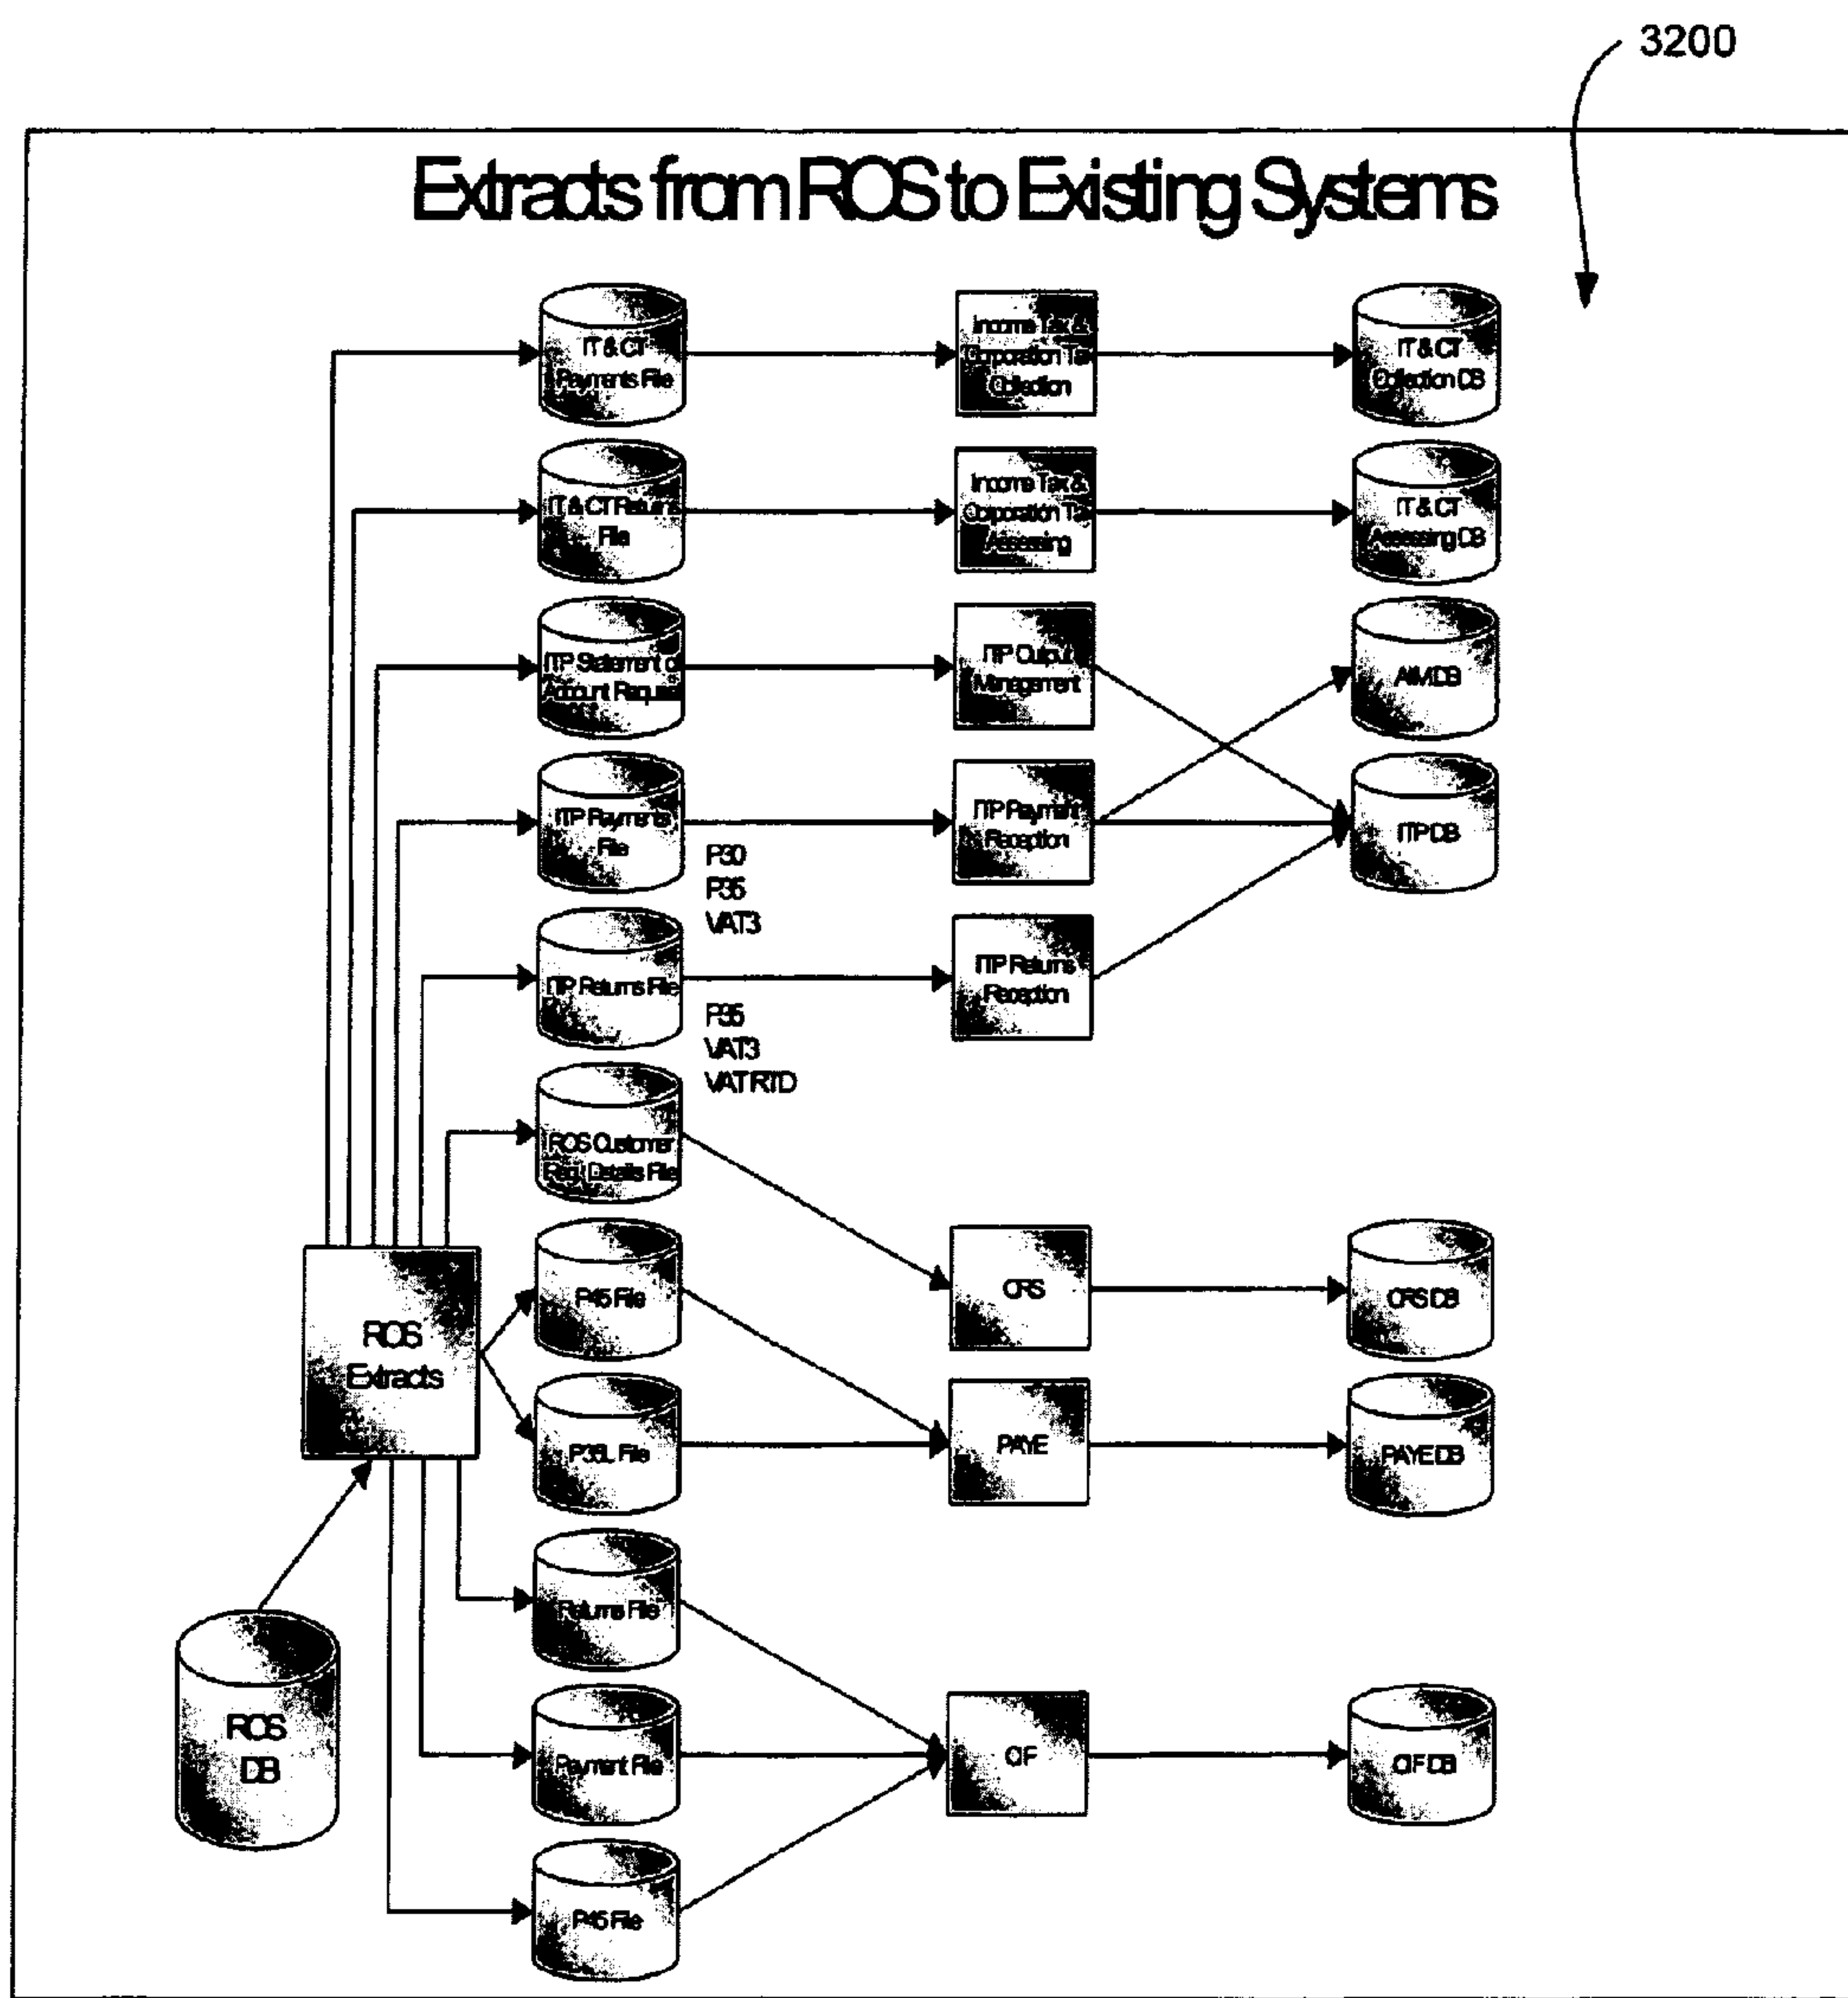 3200
Extracts from ROS to Existing Systems
IT & CT
Payments File
Income Tax &
Corporation Tax
Collection
IT & CT
Collection DB
IT & CT Returns
File
Income Tax &
Corporation Tax
Assessing
IT & CT
Assessing DB
ITP Statement of
Account Request
ITP Output
Management
AIM DB
ITP Payments
File
P30
P35
VAT3
ITP Payment
Reception
ITP DB
ITP Returns File
P35
VAT3
VAT RTD
ITP Returns
Reception
ROS Customer
Details File
P45 File
CRS
CRS DB
ROS
Extracts
P35L File
PAYE
PAYE DB
Returns File
ROS
DB
Payment File
CIF
CIF DB
P45 File